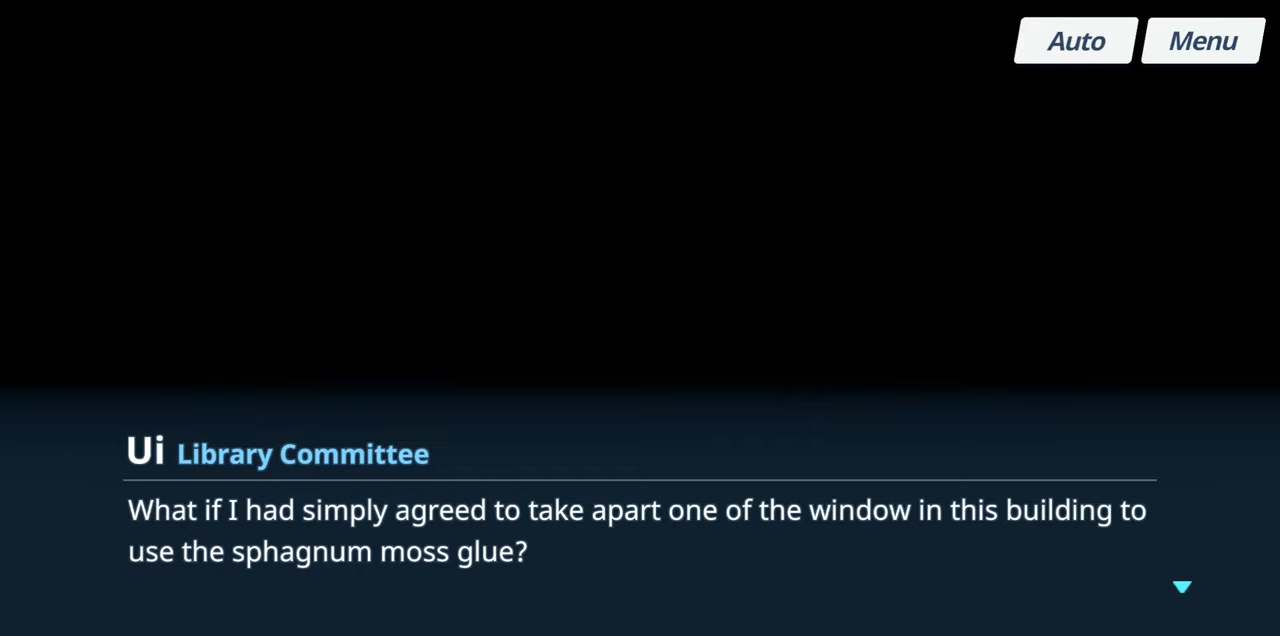 Auto Menu
Ui Library Committee
What if I had simply agreed to take apart one of the window in this building to
use the sphagnum moss glue?